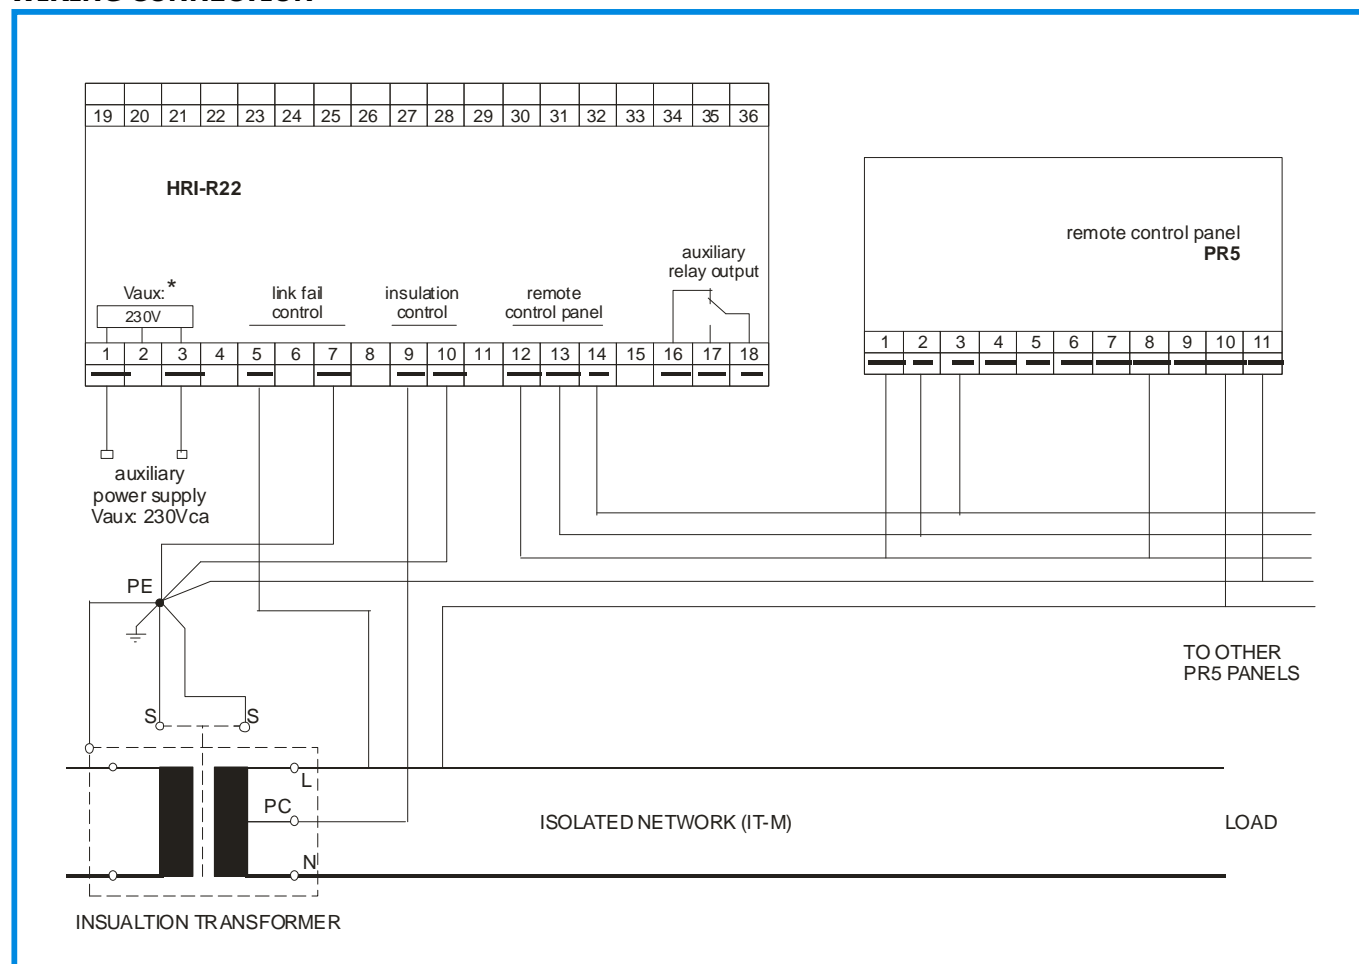 WIRING CONNECTION
19 20 21 22 23 24 25 26 27 28 29 30 31 32 33 34 35 36
HRI-R22
remote control panel
PR5
auxiliary
relay output
Vaux: *
230V
link fail
control
insulation
control
remote
control panel
1 2 3 4 5 6 7 8 9 10 11 12 13 14 15 16 17 18
1 2 3 4 5 6 7 8 9 10 11
auxiliary
power supply
Vaux: 230Vca
PE
TO OTHER
PR5 PANELS
S S
L
PC
ISOLATED NETWORK (IT-M)
LOAD
N
INSUALTION TRANSFORMER